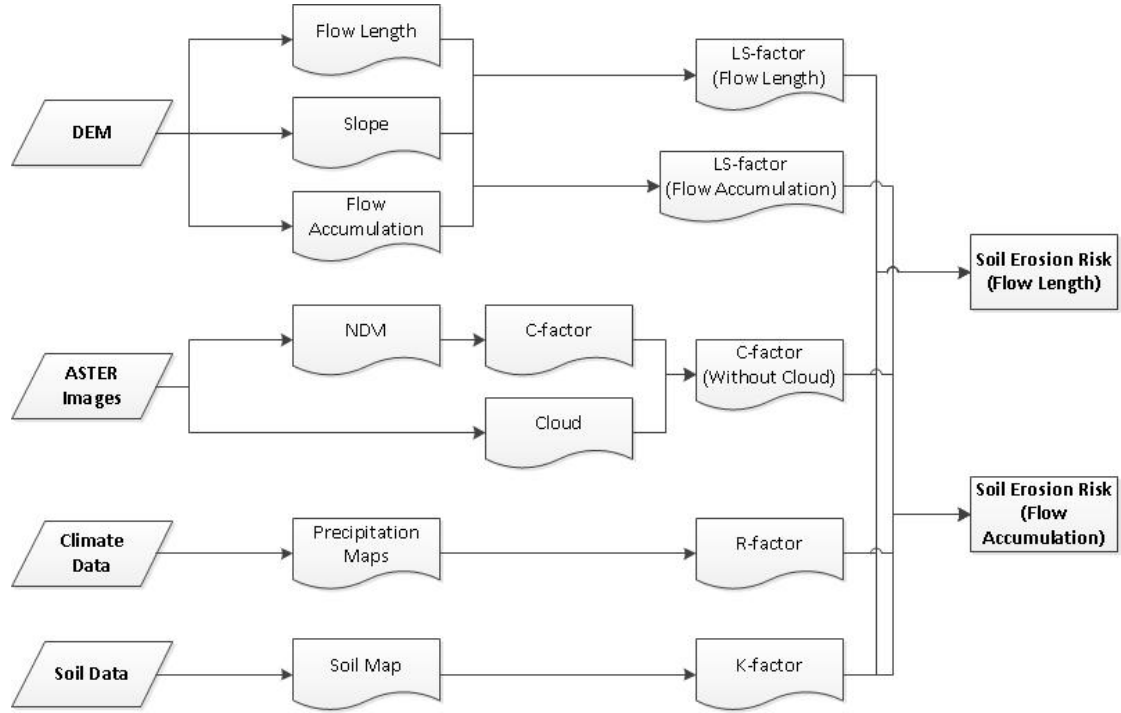 Flow Length
LS-factor
(Flow Length)
DEM
Slope
LS-factor
(Flow Accumulation)
Flow
Accumulation
Soil Erosion Risk
(Flow Length)
NDVI
C-factor
C-factor
(Without Cloud)
ASTER
Images
Cloud
Soil Erosion Risk
(Flow
Accumulation)
Climate
Data
Precipitation
Maps
R-factor
Soil Data
Soil Map
K-factor